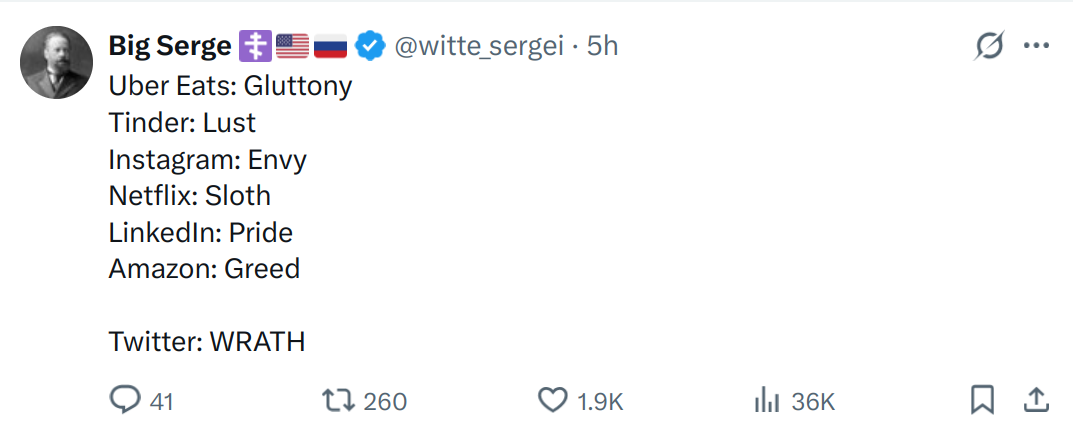 Big Serge @witte_sergei · 5h
Uber Eats: Gluttony
Tinder: Lust
Instagram: Envy
Netflix: Sloth
LinkedIn: Pride
Amazon: Greed
Twitter: WRATH
41 260 1.9K 36K